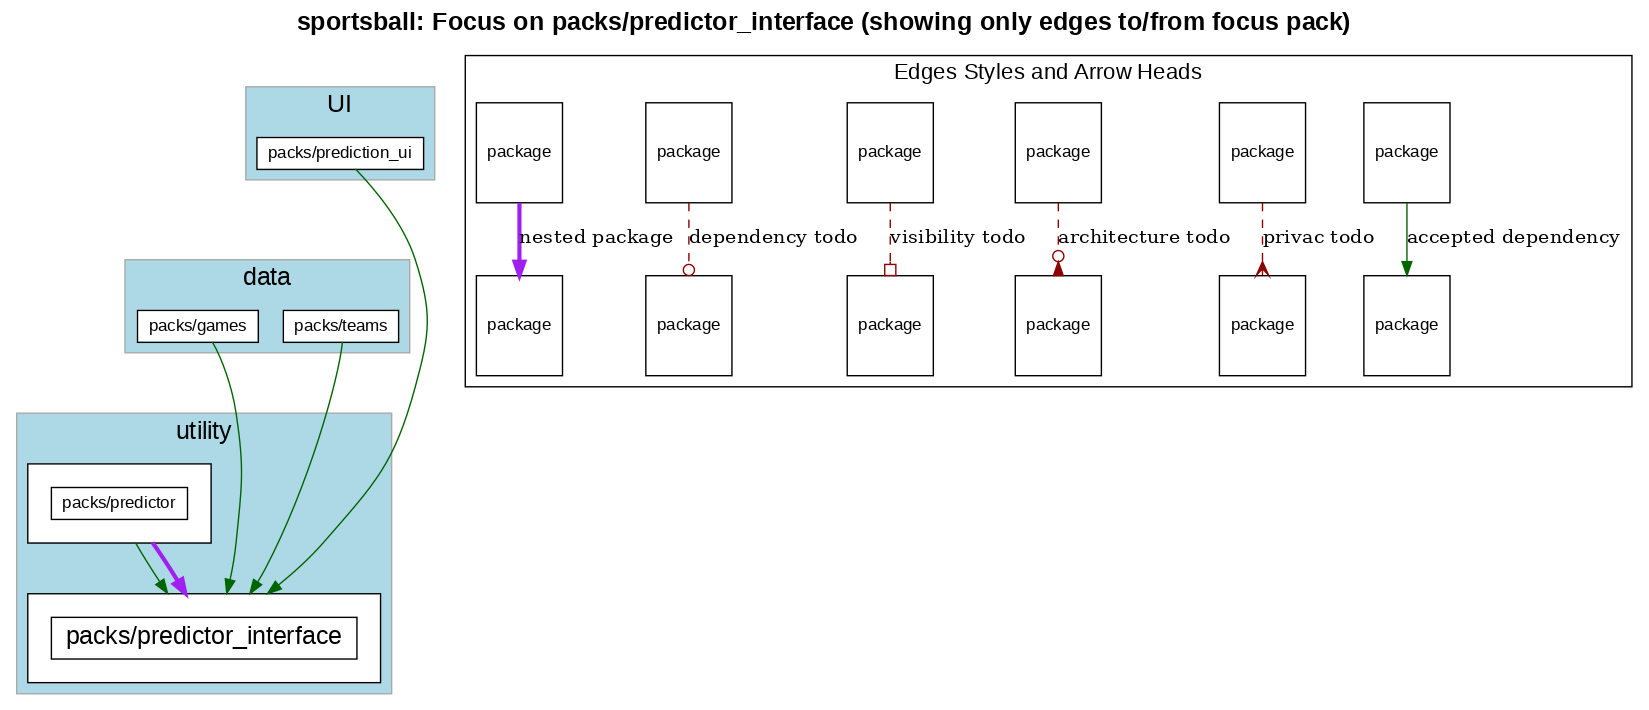 sportsball: Focus on packs/predictor_interface (showing only edges to/from focus pack)
UI
packs/prediction_ui
data
packs/games
packs/teams
utility
packs/predictor
packs/predictor_interface
Edges Styles and Arrow Heads
package
package
package
package
package
package
nested package
dependency todo
visibility todo
architecture todo
privac todo
accepted dependency
package
package
package
package
package
package